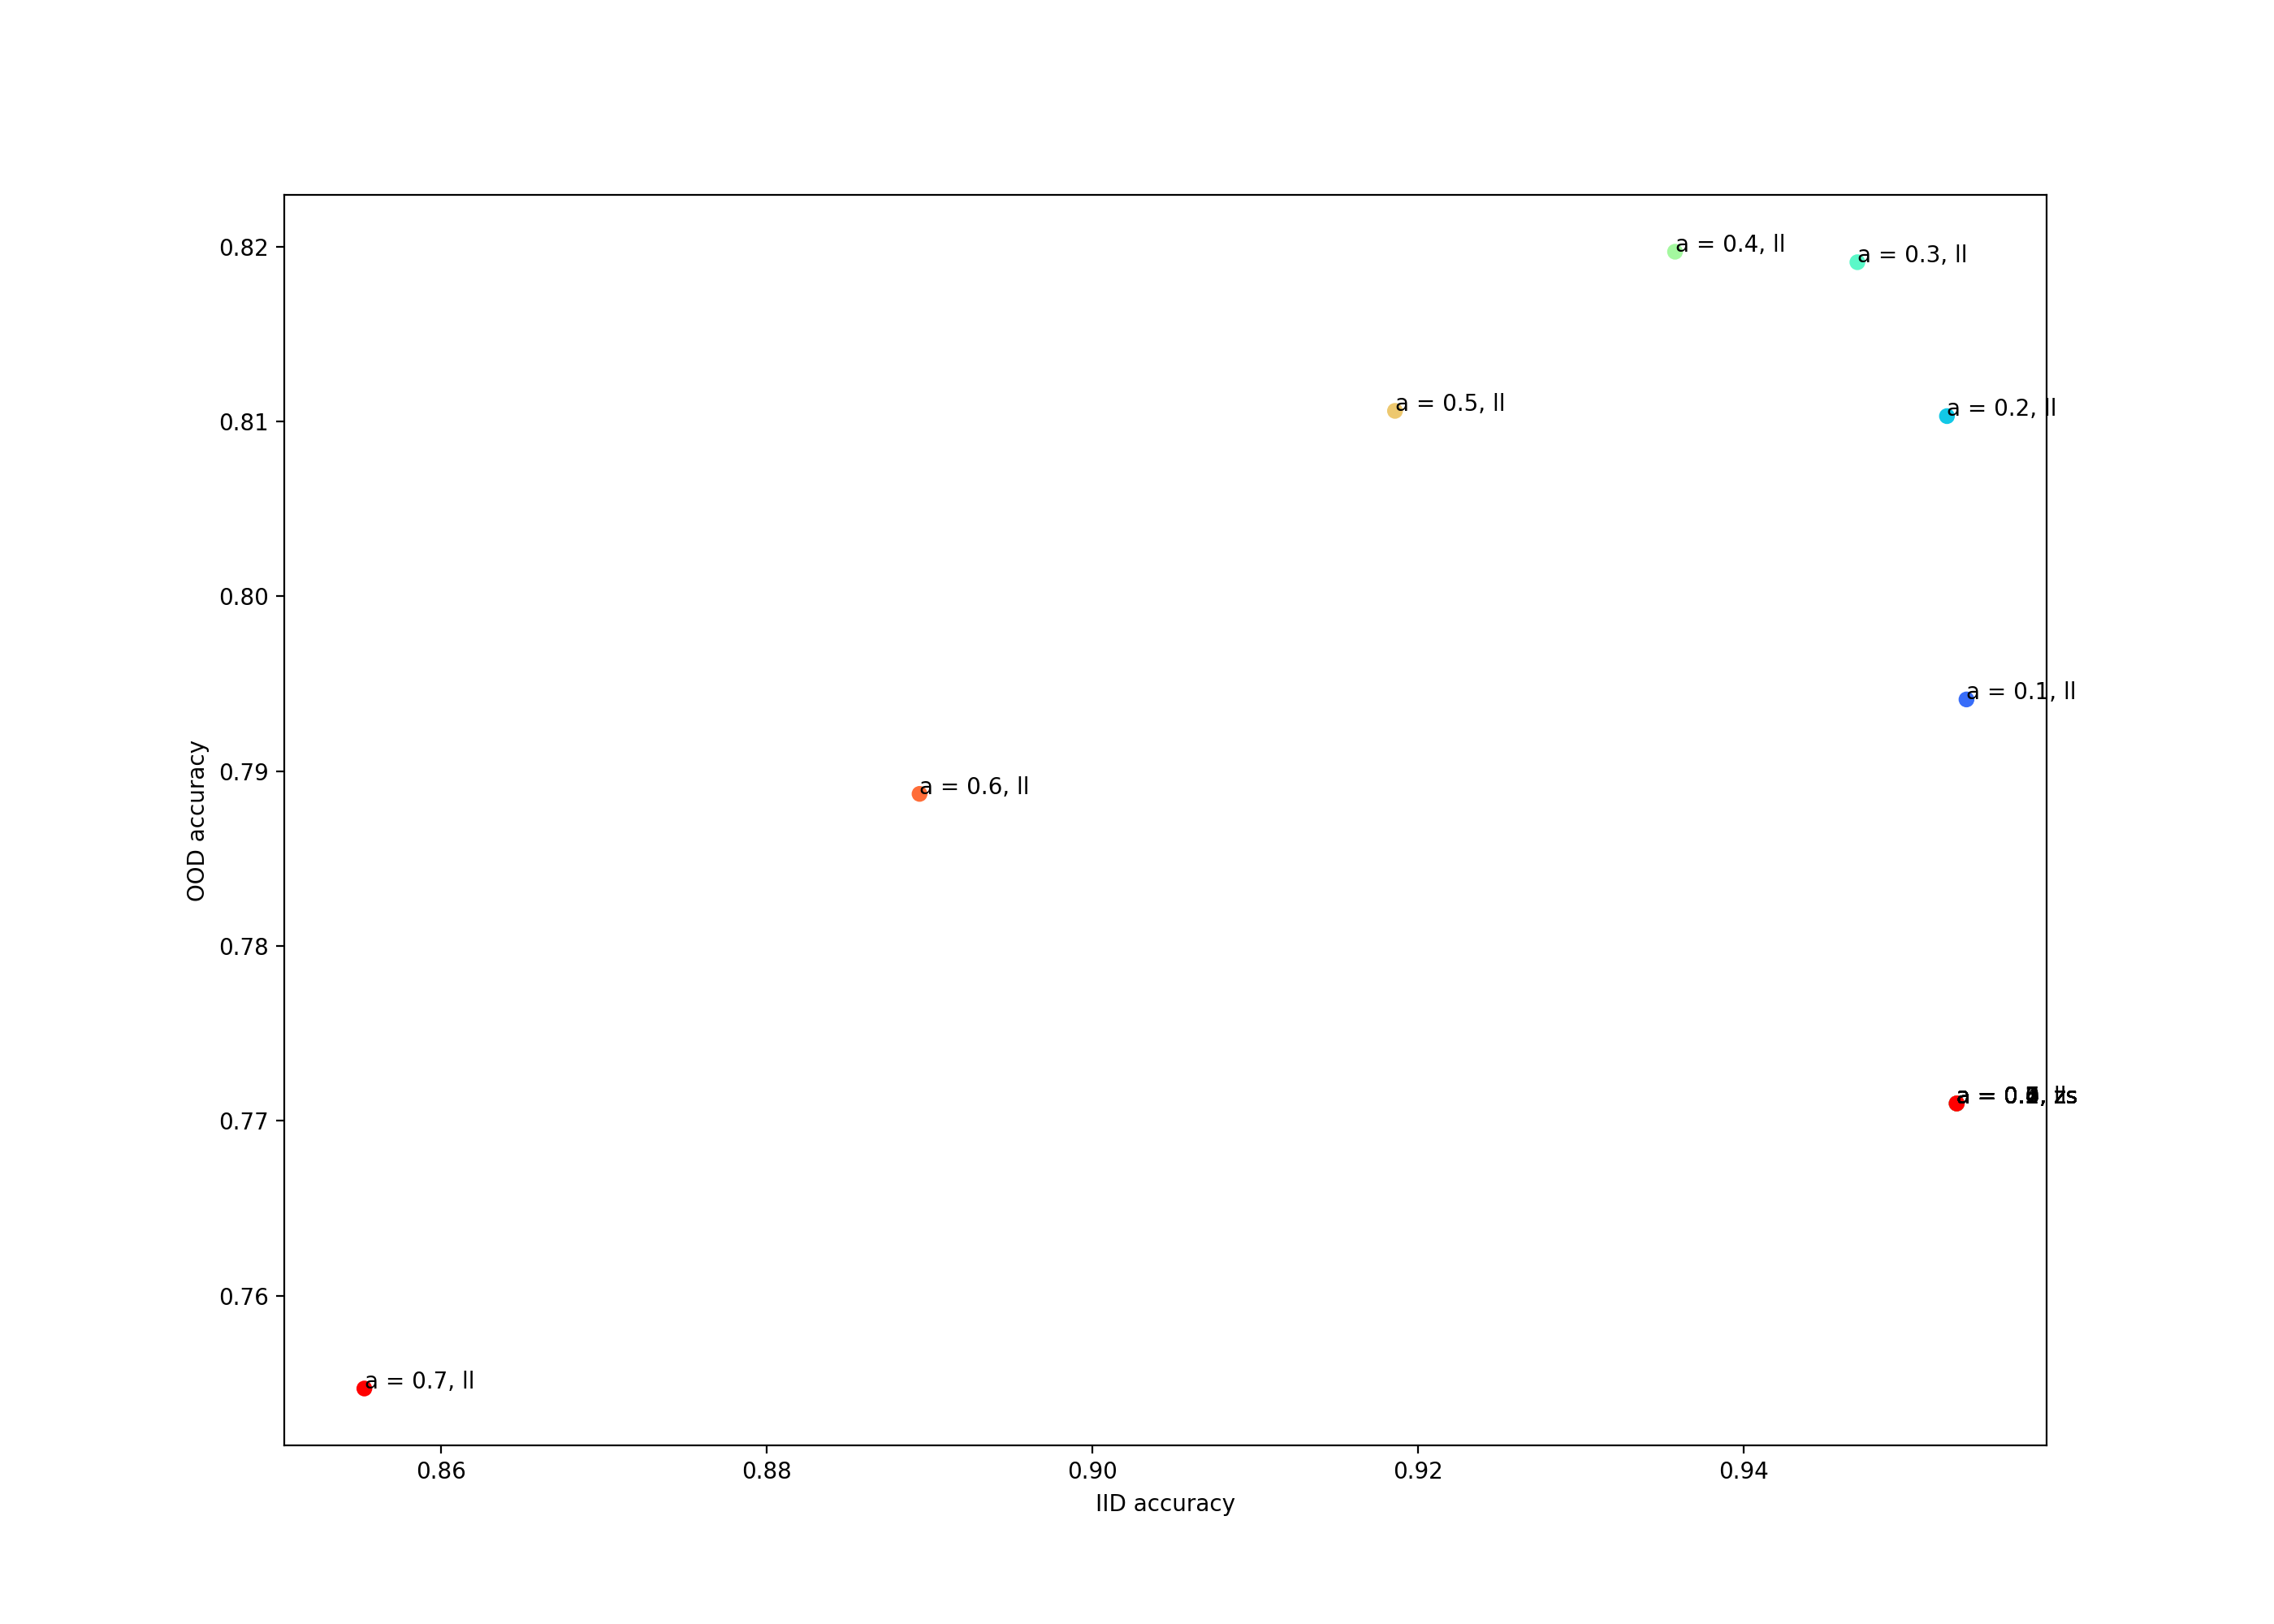 0.82
0.81
0.80
0.79
0.78
0.77
0.76
OOD accuracy
a = 0.4, ll
a = 0.3, ll
a = 0.5, ll
a = 0.2, ll
a = 0.1, ll
a = 0.6, ll
a = 0.7, ll
0.86
0.88
0.90
0.92
0.94
IID accuracy